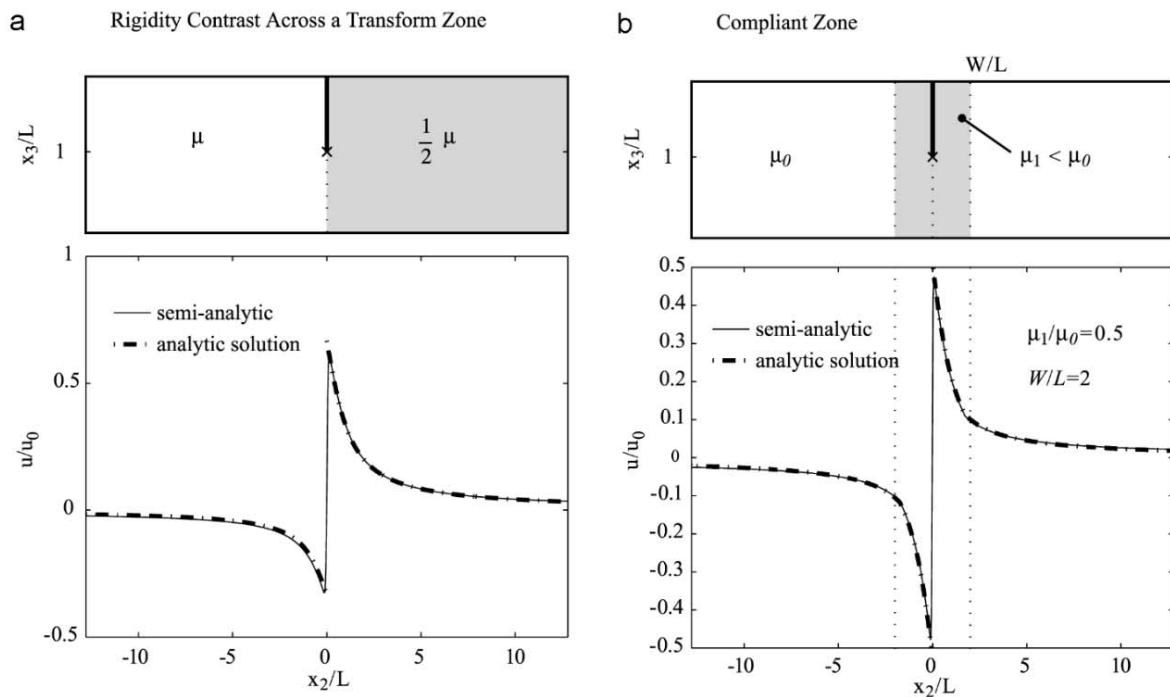 a
Rigidity Contrast Across a Transform Zone
x3/L
1
μ
1/2 μ
1
0.5
0
-0.5
u/u0
semi-analytic
analytic solution
-10 -5 0 5 10
x2/L
b
Compliant Zone
W/L
x3/L
1
μ0
μ1 < μ0
0.5
0.4
0.3
0.2
0.1
0
-0.1
-0.2
-0.3
-0.4
-0.5
u/u0
semi-analytic
analytic solution
μ1/μ0=0.5
W/L=2
-10 -5 0 5 10
x2/L